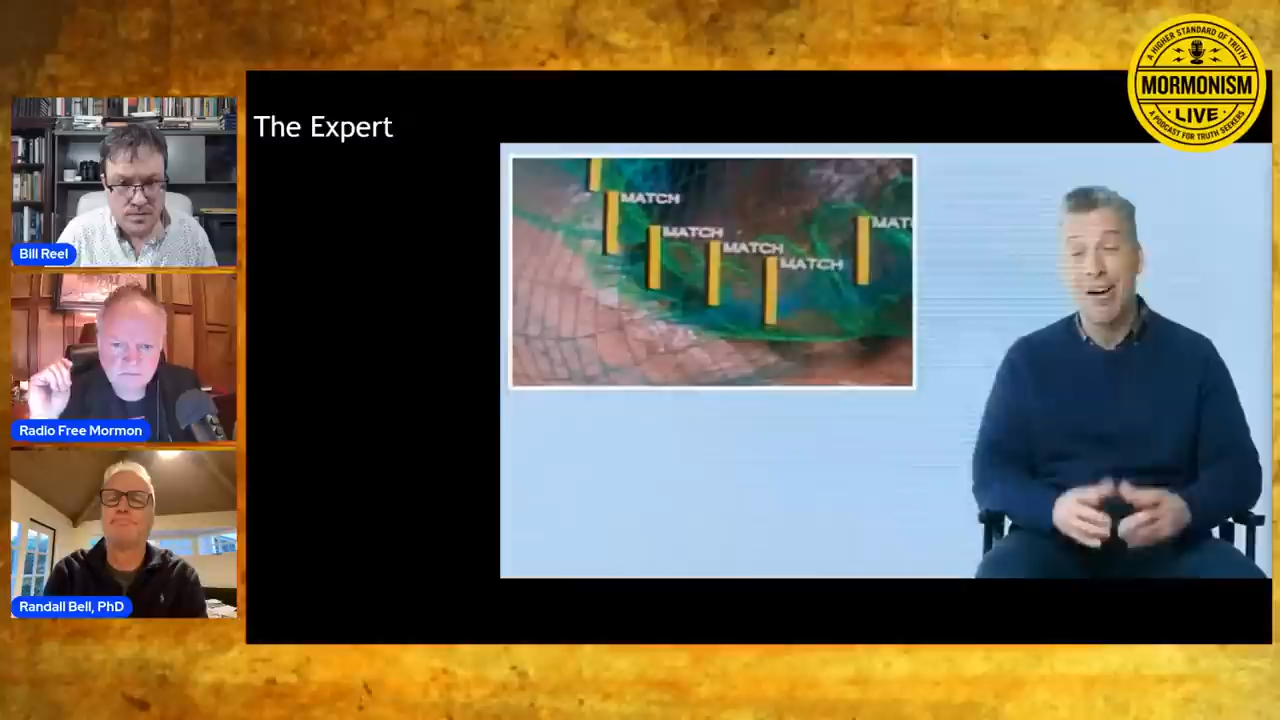 A HIGHER STANDARD OF TRUTH
MORMONISM
LIVE
A PODCAST FOR TRUTH SEEKERS
The Expert
MATCH
MATCH
MATCH
MATCH
MAT
Bill Reel
Radio Free Mormon
Randall Bell, PhD